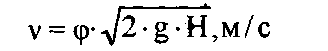 ν = φ·√2·g·H, м/с